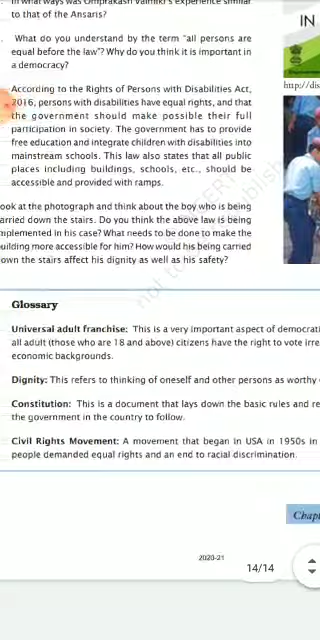 In what ways was Omprakash Valmiki's experience similar
to that of the Ansaris?
What do you understand by the term "all persons are
equal before the law"? Why do you think it is important in
a democracy?
According to the Rights of Persons with Disabilities Act,
2016, persons with disabilities have equal rights, and that
the government should make possible their full
participation in society. The government has to provide
free education and integrate children with disabilities into
mainstream schools. This law also states that all public
places including buildings, schools, etc., should be
accessible and provided with ramps.
ook at the photograph and think about the boy who is being
arried down the stairs. Do you think the above law is being
mplemented in his case? What needs to be done to make the
uilding more accessible for him? How would his being carried
own the stairs affect his dignity as well as his safety?
IN
http://dis
Glossary
Universal adult franchise: This is a very important aspect of democrati
all adult (those who are 18 and above) citizens have the right to vote irre
economic backgrounds.
Dignity: This refers to thinking of oneself and other persons as worthy
Constitution: This is a document that lays down the basic rules and re
the government in the country to follow.
Civil Rights Movement: A movement that began in USA in 1950s in
people demanded equal rights and an end to racial discrimination.
Chapt
2020-21
14/14